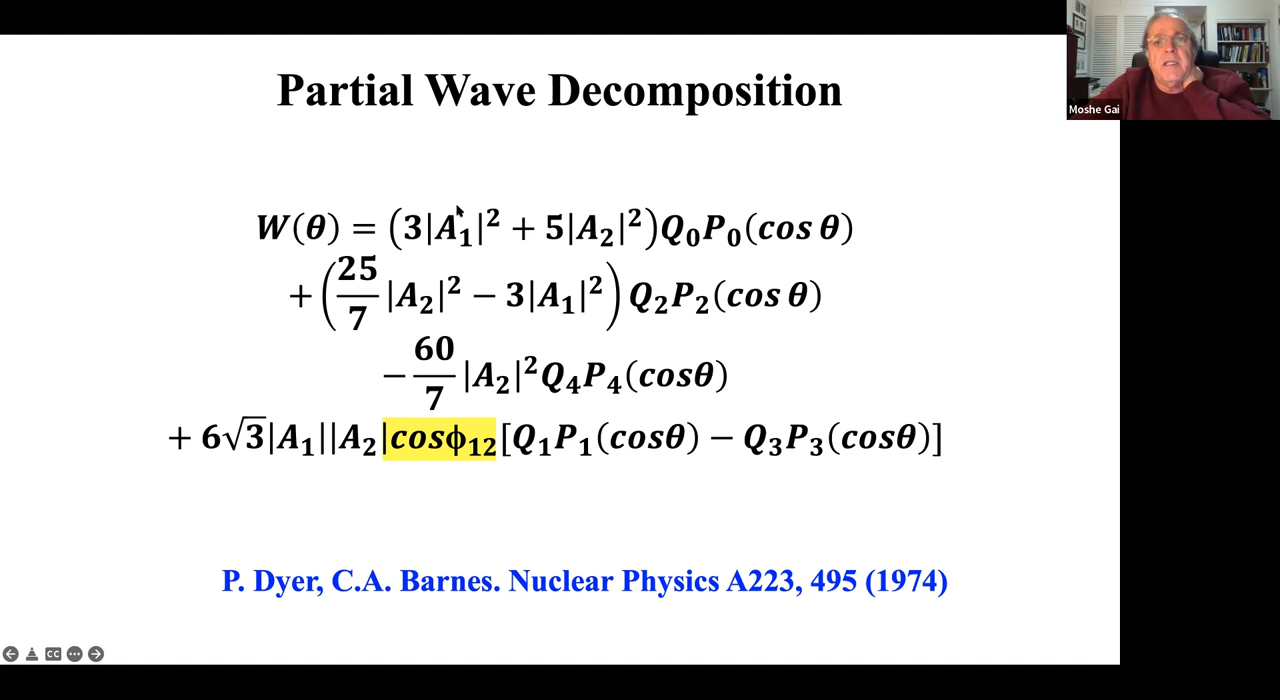 Partial Wave Decomposition
Moshe Gai
W(θ) = (3|A₁|² + 5|A₂|²)Q₀P₀(cos θ)
+ (25/7 |A₂|² − 3|A₁|²) Q₂P₂(cos θ)
− 60/7 |A₂|²Q₄P₄(cosθ)
+ 6√3|A₁||A₂|cosϕ₁₂[Q₁P₁(cosθ) − Q₃P₃(cosθ)]
P. Dyer, C.A. Barnes. Nuclear Physics A223, 495 (1974)
CC